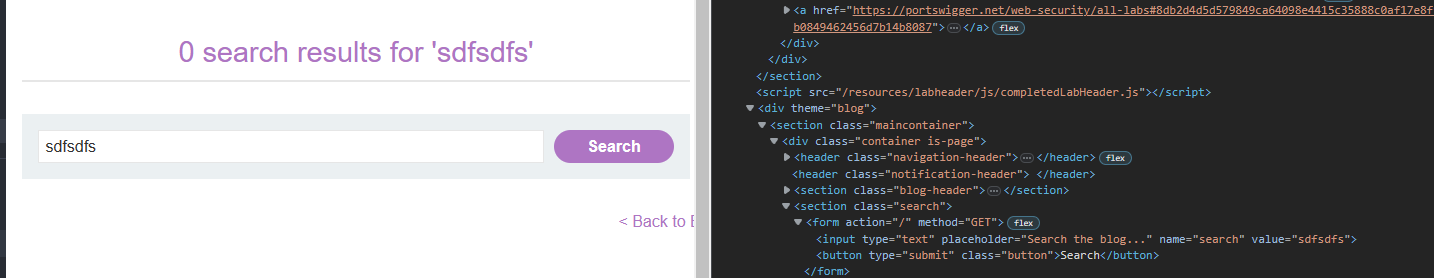 0 search results for 'sdfsdfs'
sdfsdfs
Search
< Back to
<a href="https://portswigger.net/web-security/all-labs#8db2d4d5d579849ca64098e4415c35888c0af17e8f
b0849462456d7b14b8087">⋯</a> flex
</div>
</div>
</section>
<script src="/resources/labheader/js/completedLabHeader.js"></script>
<div theme="blog">
<section class="maincontainer">
<div class="container is-page">
<header class="navigation-header">⋯</header> flex
<header class="notification-header"> </header>
<section class="blog-header">⋯</section>
<section class="search">
<form action="/" method="GET"> flex
<input type="text" placeholder="Search the blog..." name="search" value="sdfsdfs">
<button type="submit" class="button">Search</button>
</form>